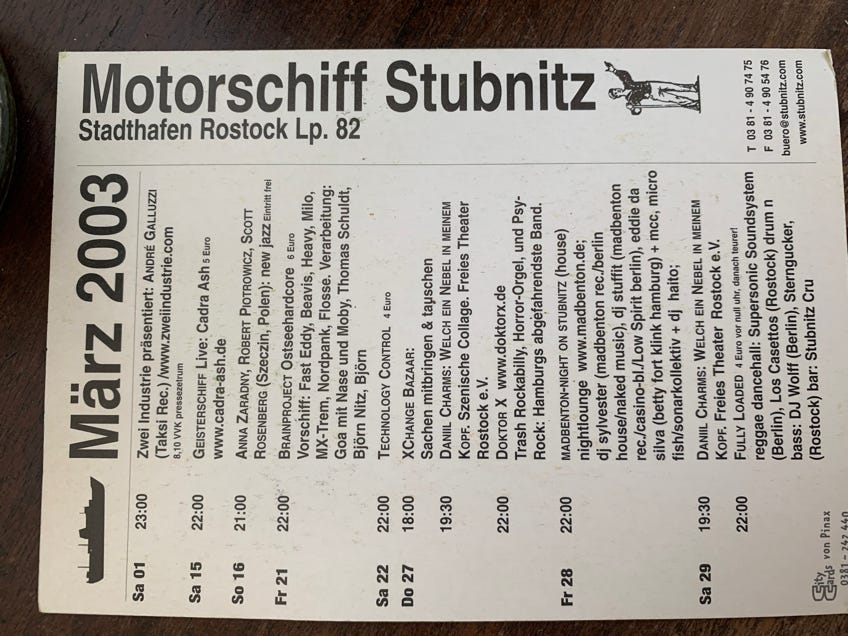 Motorschiff Stubnitz
Stadthafen Rostock Lp. 82
T 03 81 - 4 90 74 75
F 03 81 - 4 90 54 76
buero@stubnitz.com
www.stubnitz.com
März 2003
Sa 01 23:00 Zwei Industrie präsentiert: ANDRÉ GALLUZZI
(Taksi Rec.) /www.zweiindustrie.com
8,10 VVK pressezetrum
Sa 15 22:00 GEISTERSCHIFF Live: Cadra Ash 5 Euro
www.cadra-ash.de
So 16 21:00 ANNA ZARADNY, ROBERT PIOTROWICZ, SCOTT
ROSENBERG (Szeczin, Polen): new jazz Eintritt frei
Fr 21 22:00 BRAINPROJECT Ostseehardcore 6 Euro
Vorschiff: Fast Eddy, Beavis, Heavy, Milo,
MX-Trem, Nordpank, Flosse. Verarbeitung:
Goa mit Nase und Moby, Thomas Schuldt,
Björn Nitz, Björn
Sa 22 22:00 TECHNOLOGY CONTROL 4 Euro
Do 27 18:00 XCHANGE BAZAAR:
Sachen mitbringen & tauschen
19:30 DANIIL CHARMS: WELCH EIN NEBEL IN MEINEM
KOPF. Szenische Collage. Freies Theater
Rostock e.V.
22:00 DOKTOR X www.doktorx.de
Trash Rockabilly, Horror-Orgel, und Psy-
Rock: Hamburgs abgefahrendste Band.
Fr 28 22:00 MADBENTON-NIGHT ON STUBNITZ (house)
nightlounge www.madbenton.de;
dj sylvester (madbenton rec./berlin
house/naked music), dj stuffit (madbenton
rec./casino-bl./Low Spirit berlin), eddie da
silva (betty fort klink hamburg) + mcc, micro
fish/sonarkollektiv + dj haito;
Sa 29 19:30 DANIIL CHARMS: WELCH EIN NEBEL IN MEINEM
KOPF. Freies Theater Rostock e.V.
22:00 FULLY LOADED 4 Euro vor null uhr, danach teurer!
reggae dancehall: Supersonic Soundsystem
(Berlin), Los Casettos (Rostock) drum n
bass: DJ Wolff (Berlin), Sterngucker,
(Rostock) bar: Stubnitz Cru
City Cards von Pinax
0381 - 242 440